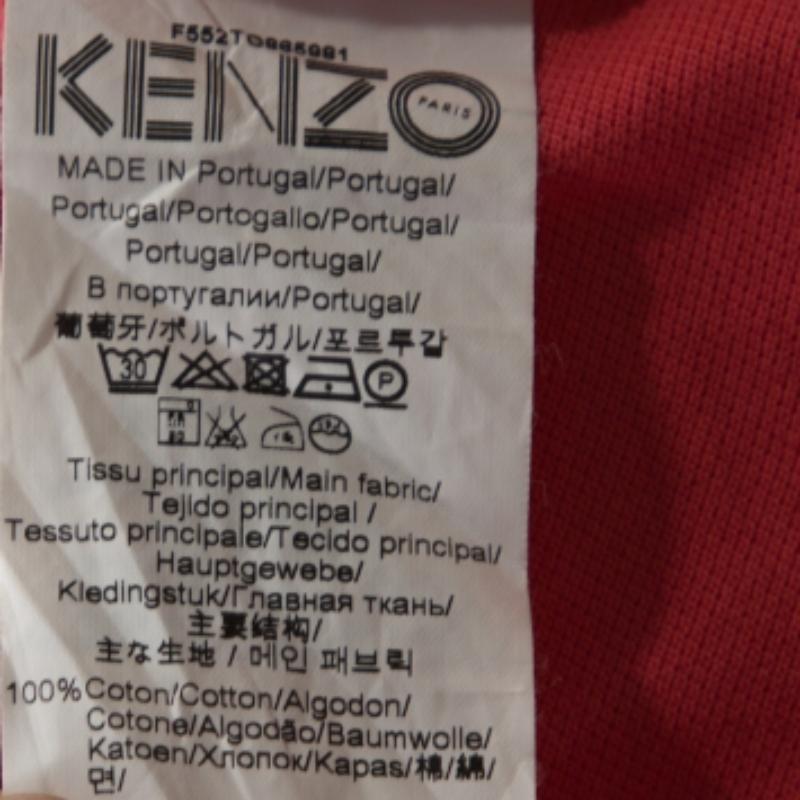 KENZO
PARIS
MADE IN Portugal/Portugal/
Portugal/Portogallo/Portugal/
Portugal/Portugal/
В португалии/Portugal/
葡萄牙/ポルトガル/포르투갈
30
P
Tissu principal/Main fabric/
Tejido principal /
Tessuto principale/Tecido principal/
Hauptgewebe/
Kledingstuk/Главная ткань/
主要结构/
主な生地 / 메인 패브릭
100% Coton/Cotton/Algodon/
Cotone/Algodão/Baumwolle/
Katoen/Хлопок/Kapas/棉/綿/
면/